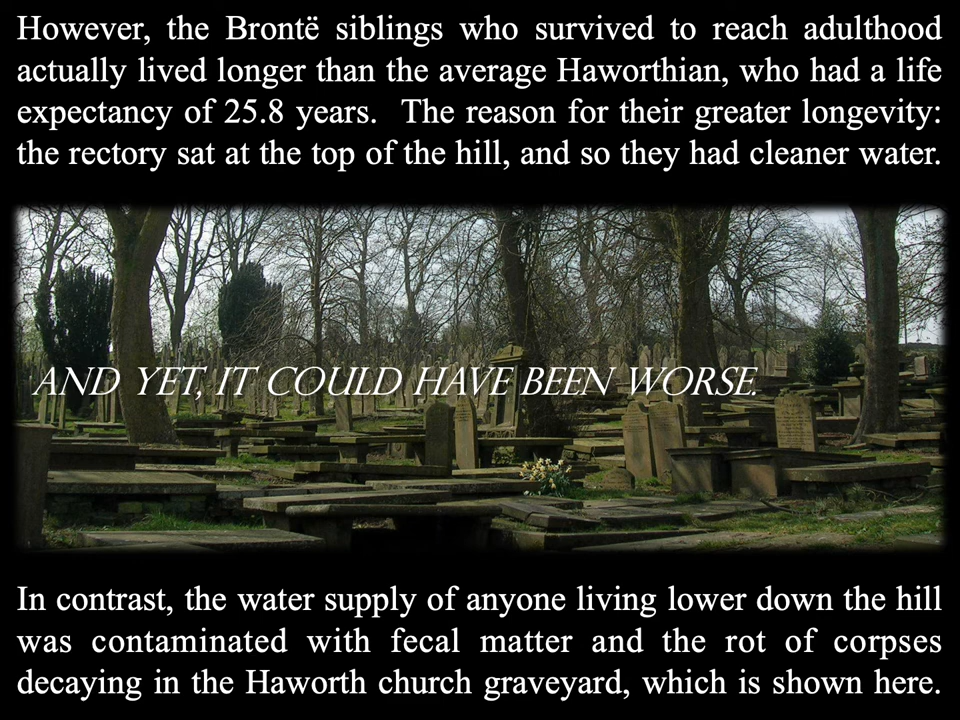 However, the Brontë siblings who survived to reach adulthood
actually lived longer than the average Haworthian, who had a life
expectancy of 25.8 years. The reason for their greater longevity:
the rectory sat at the top of the hill, and so they had cleaner water.
AND YET, IT COULD HAVE BEEN WORSE.
In contrast, the water supply of anyone living lower down the hill
was contaminated with fecal matter and the rot of corpses
decaying in the Haworth church graveyard, which is shown here.